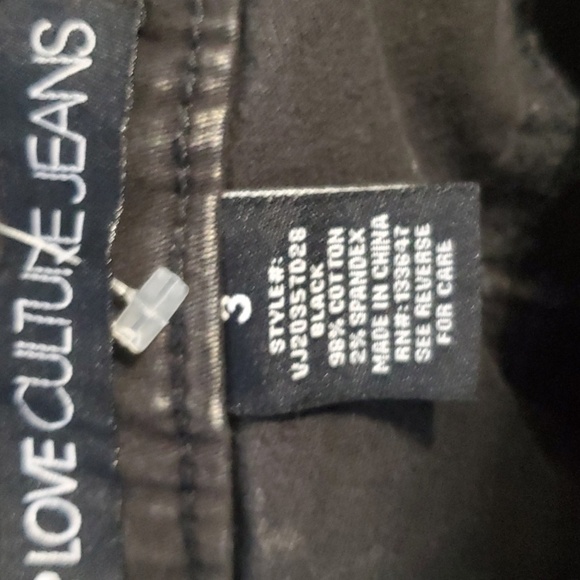 LOVE CULTURE JEANS
3
STYLE#:
VJ2035TD28
BLACK
98% COTTON
2% SPANDEX
MADE IN CHINA
RN#: 133647
SEE REVERSE
FOR CARE